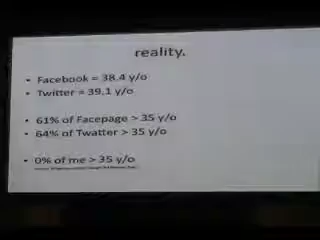 reality.
• Facebook = 38.4 y/o
• Twitter = 39.1 y/o
• 61% of Facepage > 35 y/o
• 64% of Twatter > 35 y/o
• 0% of me > 35 y/o